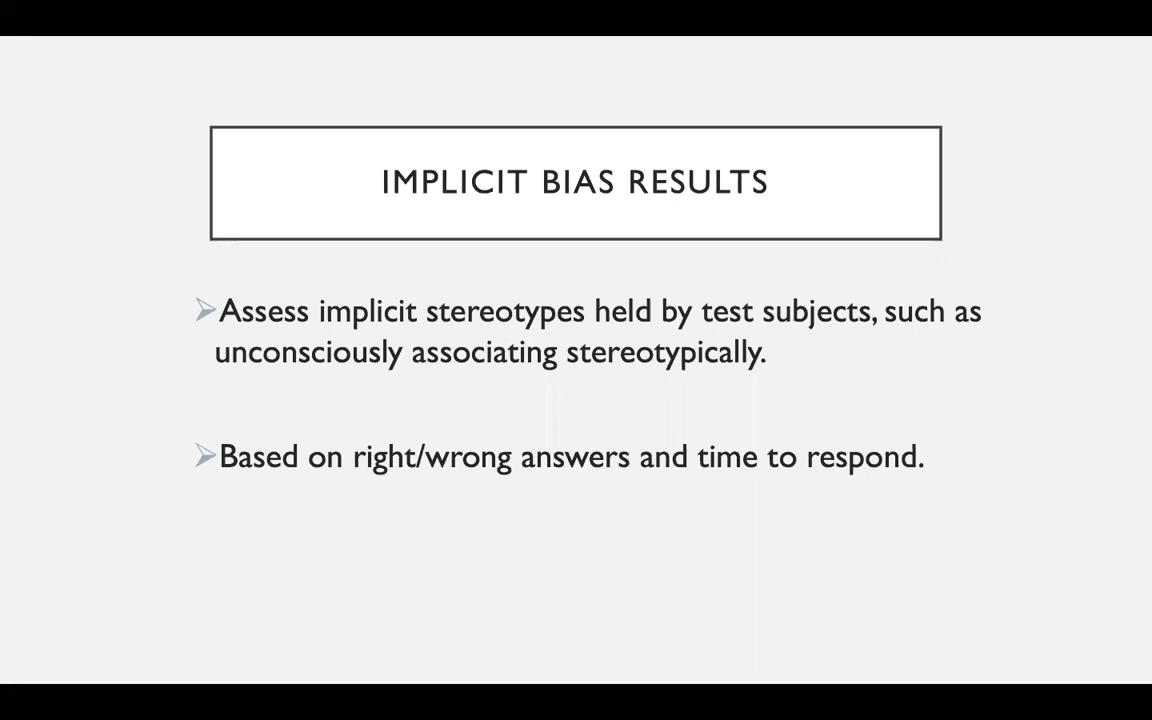 IMPLICIT BIAS RESULTS
Assess implicit stereotypes held by test subjects, such as
unconsciously associating stereotypically.
Based on right/wrong answers and time to respond.